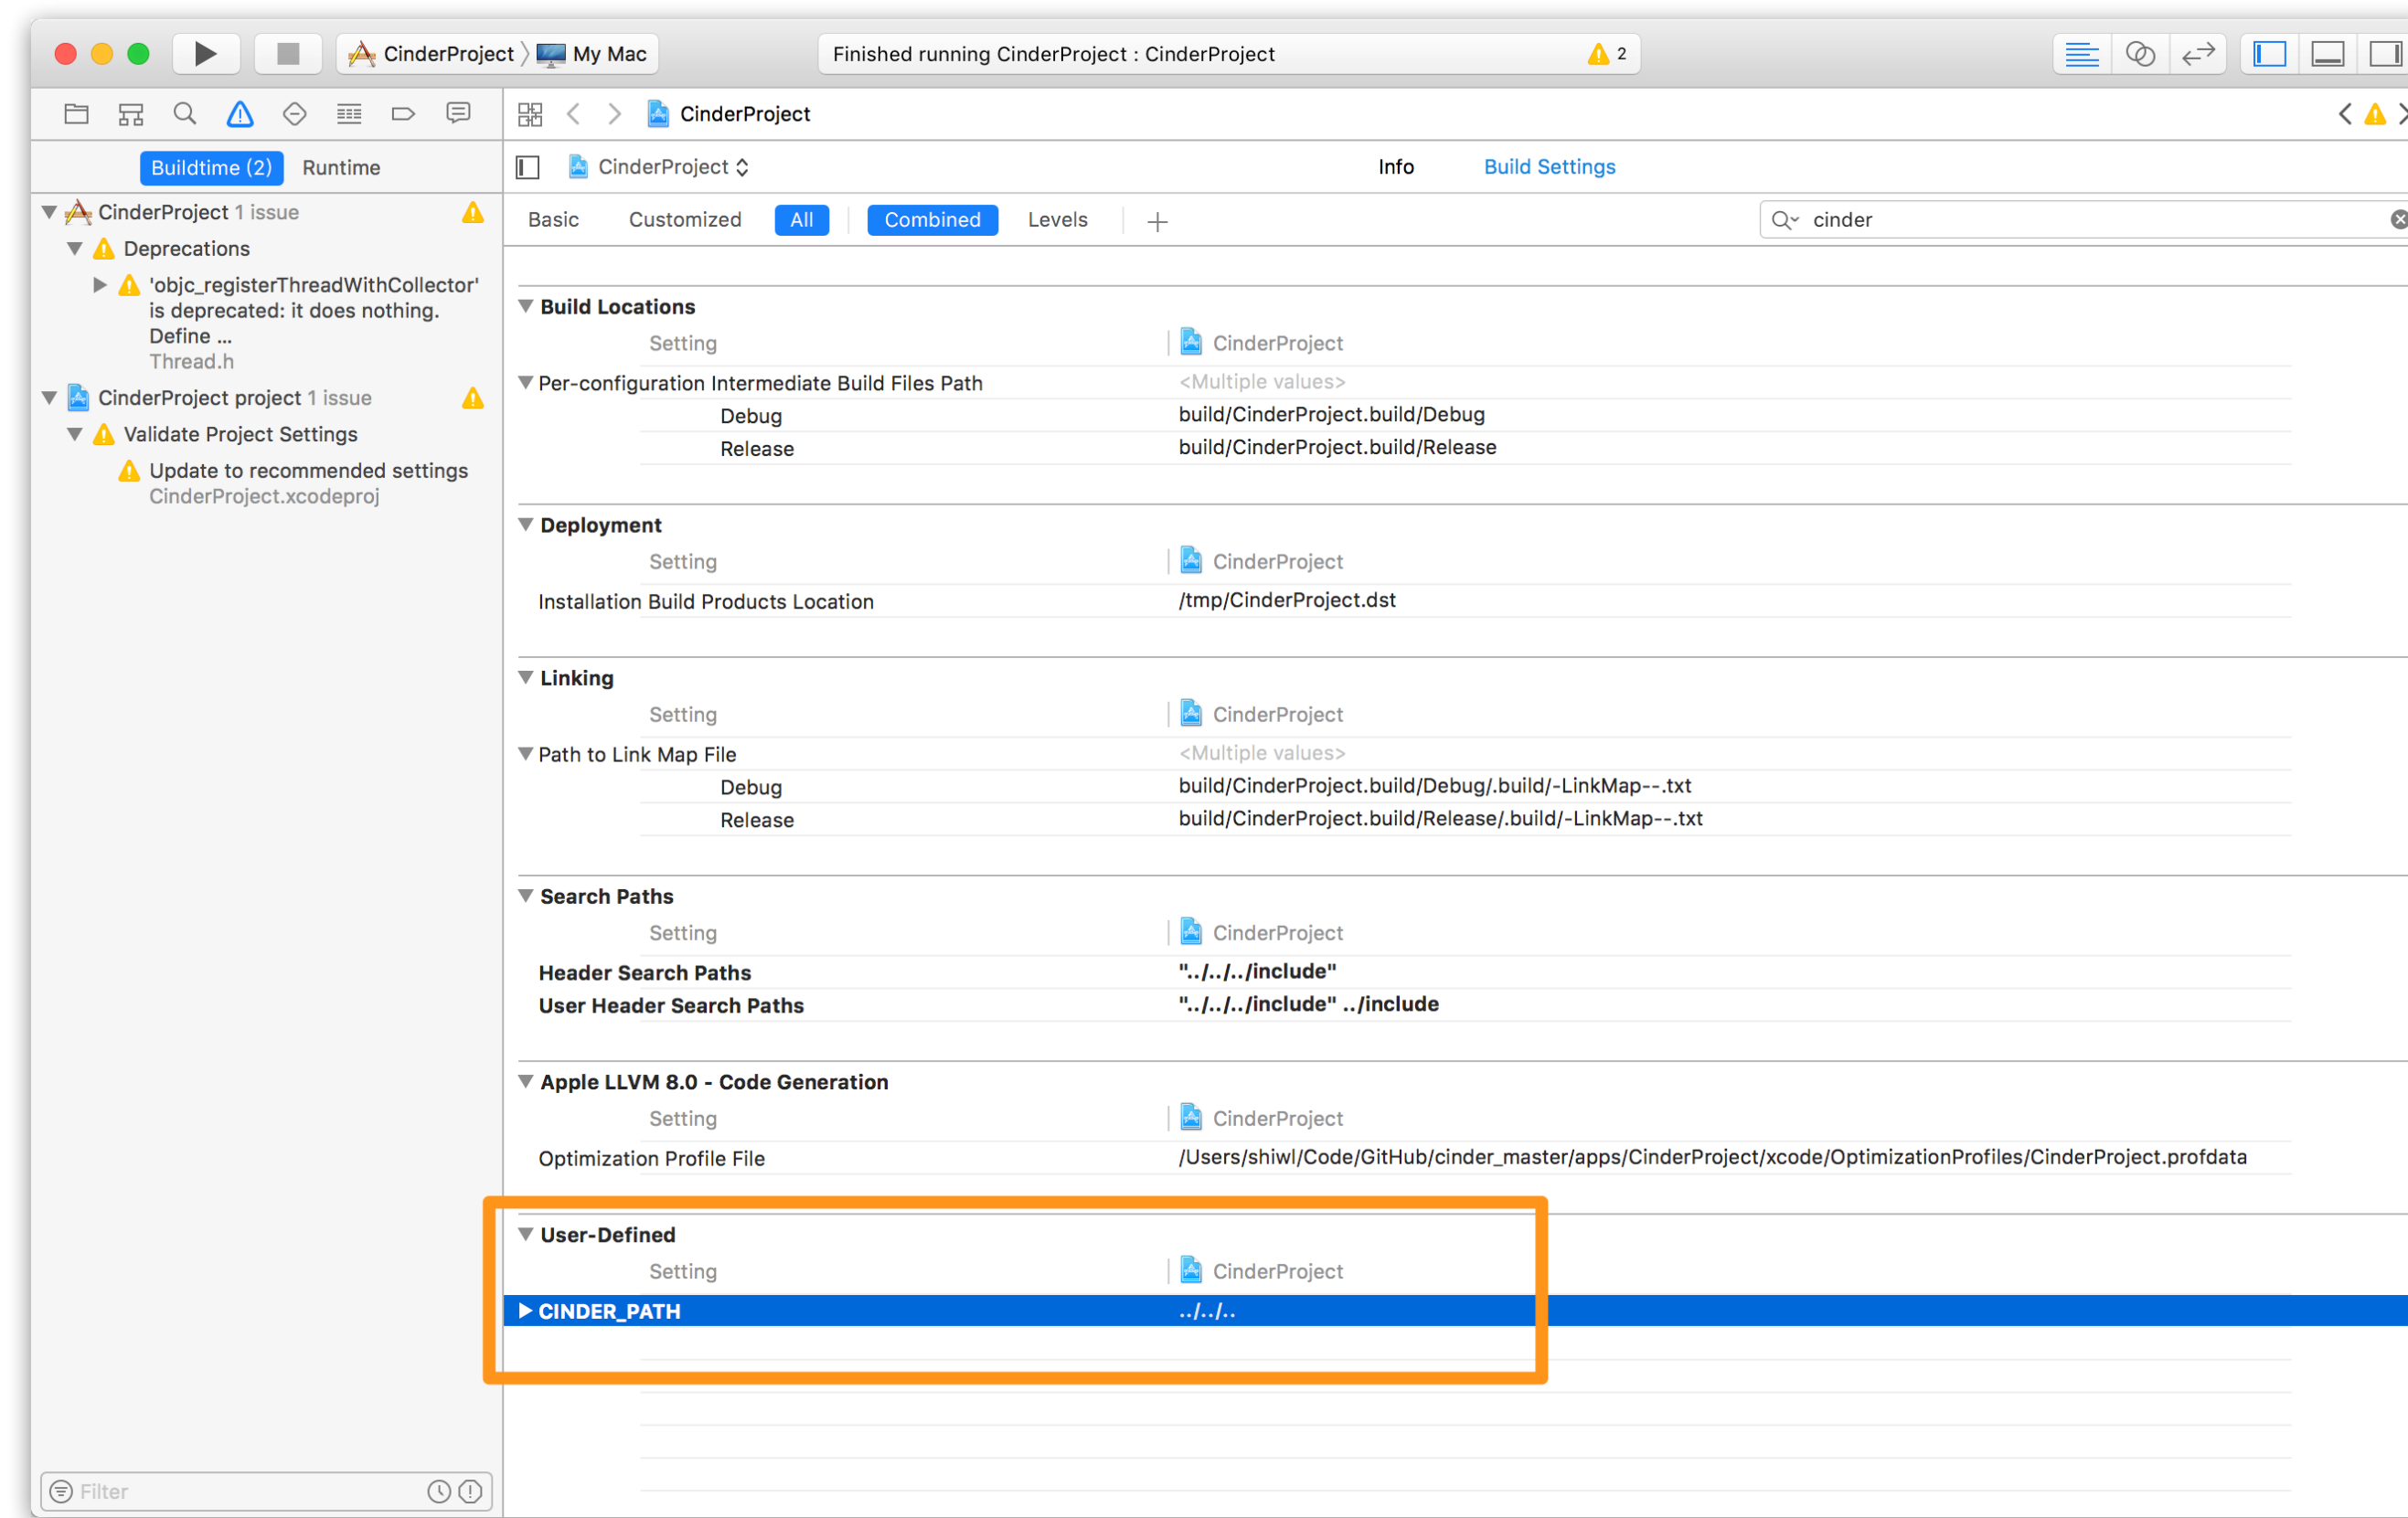 CinderProject My Mac
Finished running CinderProject : CinderProject
2
CinderProject
Buildtime (2) Runtime
CinderProject
Info Build Settings
CinderProject 1 issue
Deprecations
'objc_registerThreadWithCollector'
is deprecated: it does nothing.
Define ...
Thread.h
CinderProject project 1 issue
Validate Project Settings
Update to recommended settings
CinderProject.xcodeproj
Filter
Basic Customized All Combined Levels
cinder
Build Locations
Setting CinderProject
Per-configuration Intermediate Build Files Path <Multiple values>
Debug build/CinderProject.build/Debug
Release build/CinderProject.build/Release
Deployment
Setting CinderProject
Installation Build Products Location /tmp/CinderProject.dst
Linking
Setting CinderProject
Path to Link Map File <Multiple values>
Debug build/CinderProject.build/Debug/.build/-LinkMap--.txt
Release build/CinderProject.build/Release/.build/-LinkMap--.txt
Search Paths
Setting CinderProject
Header Search Paths "../../../include"
User Header Search Paths "../../../include" ../include
Apple LLVM 8.0 - Code Generation
Setting CinderProject
Optimization Profile File /Users/shiwl/Code/GitHub/cinder_master/apps/CinderProject/xcode/OptimizationProfiles/CinderProject.profdata
User-Defined
Setting CinderProject
CINDER_PATH ../../..